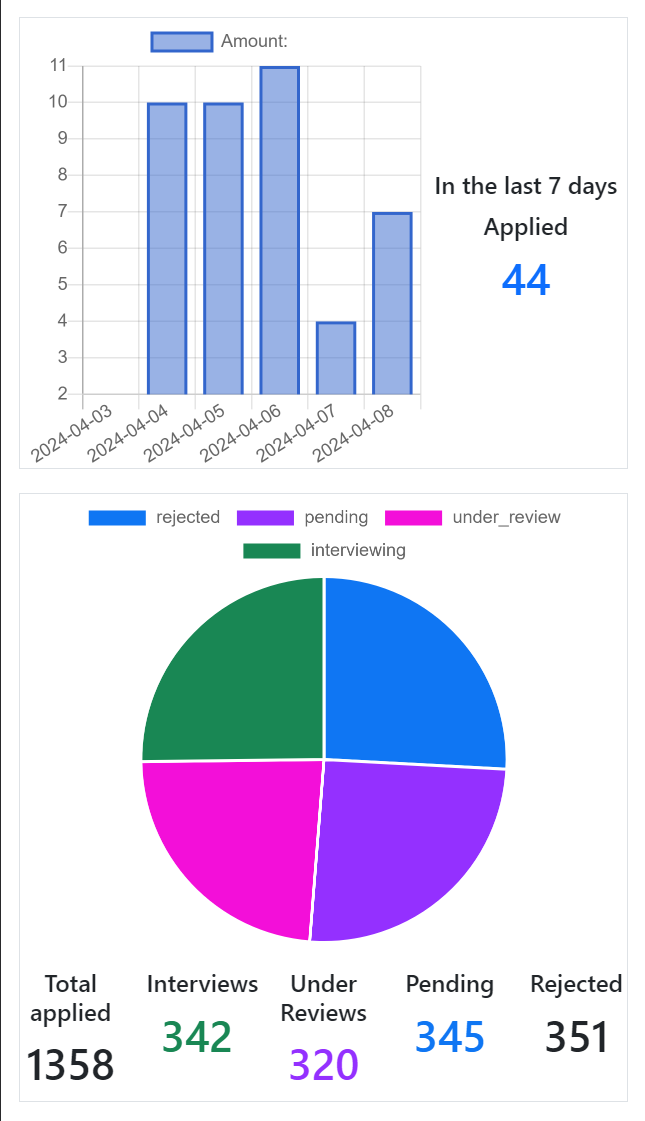 Amount:
11
10
9
8
7
6
5
4
3
2
2024-04-03
2024-04-04
2024-04-05
2024-04-06
2024-04-07
2024-04-08
In the last 7 days
Applied
44
rejected pending under_review
interviewing
Total
applied
1358
Interviews
342
Under
Reviews
320
Pending
345
Rejected
351